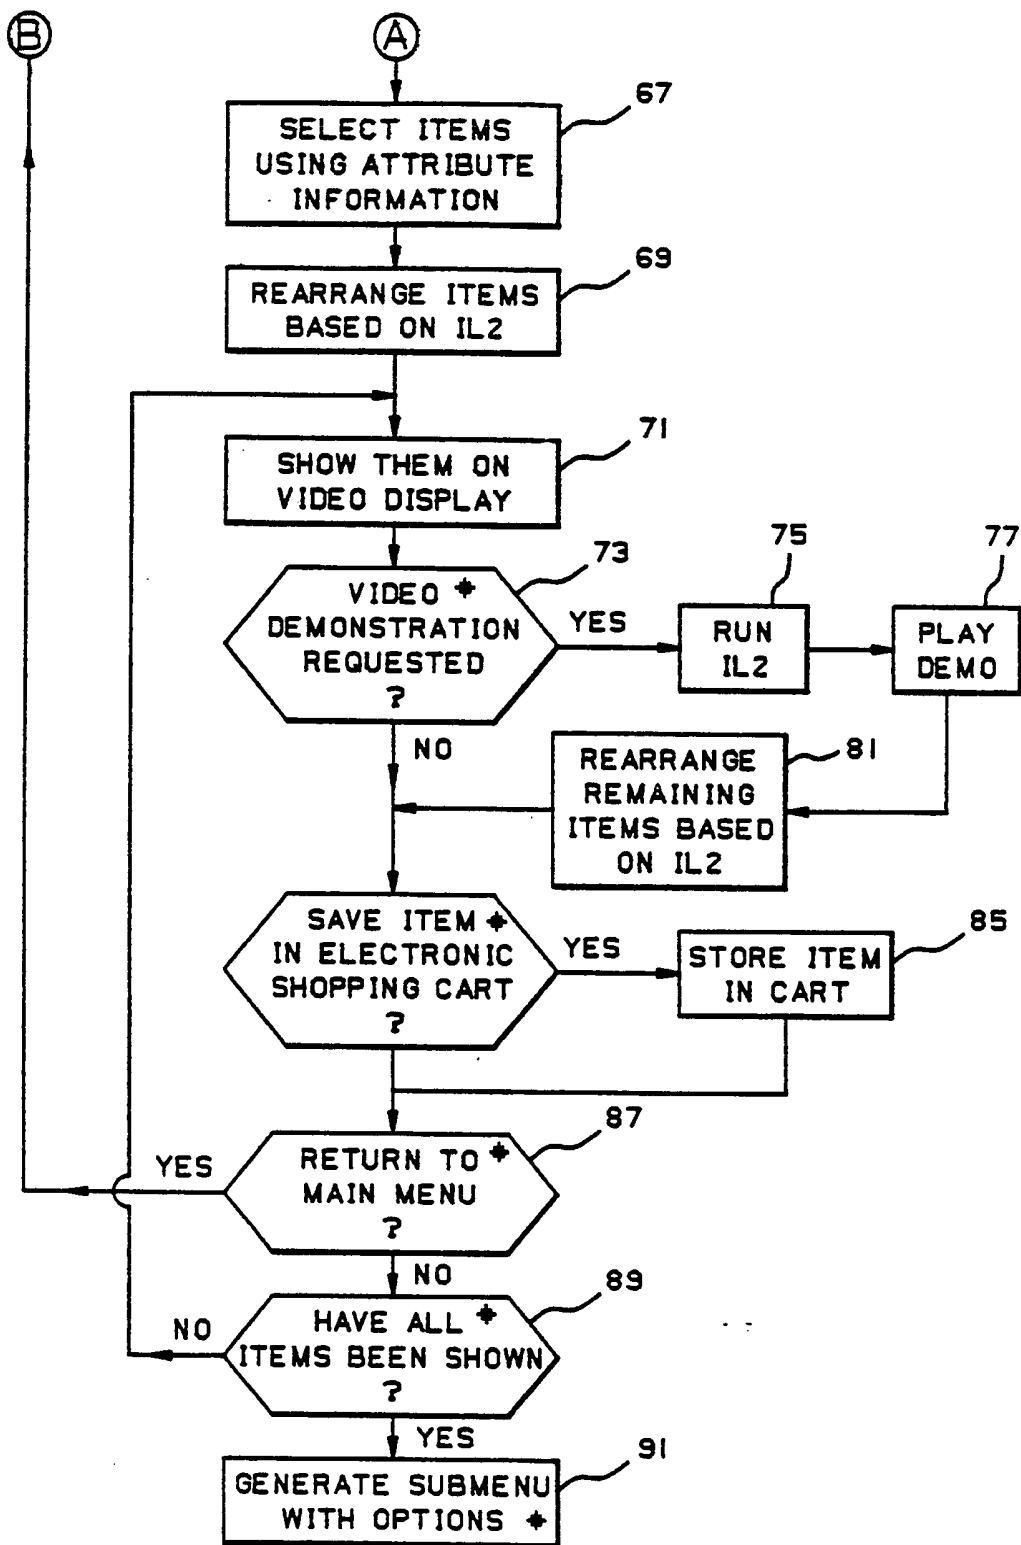 B
A
67
SELECT ITEMS
USING ATTRIBUTE
INFORMATION
69
REARRANGE ITEMS
BASED ON IL2
71
SHOW THEM ON
VIDEO DISPLAY
73
VIDEO *
DEMONSTRATION
REQUESTED
?
YES
75
RUN
IL2
77
PLAY
DEMO
NO
81
REARRANGE
REMAINING
ITEMS BASED
ON IL2
SAVE ITEM *
IN ELECTRONIC
SHOPPING CART
?
YES
85
STORE ITEM
IN CART
87
RETURN TO *
MAIN MENU
?
YES
NO
89
HAVE ALL *
ITEMS BEEN SHOWN
?
NO
YES
91
GENERATE SUBMENU
WITH OPTIONS *